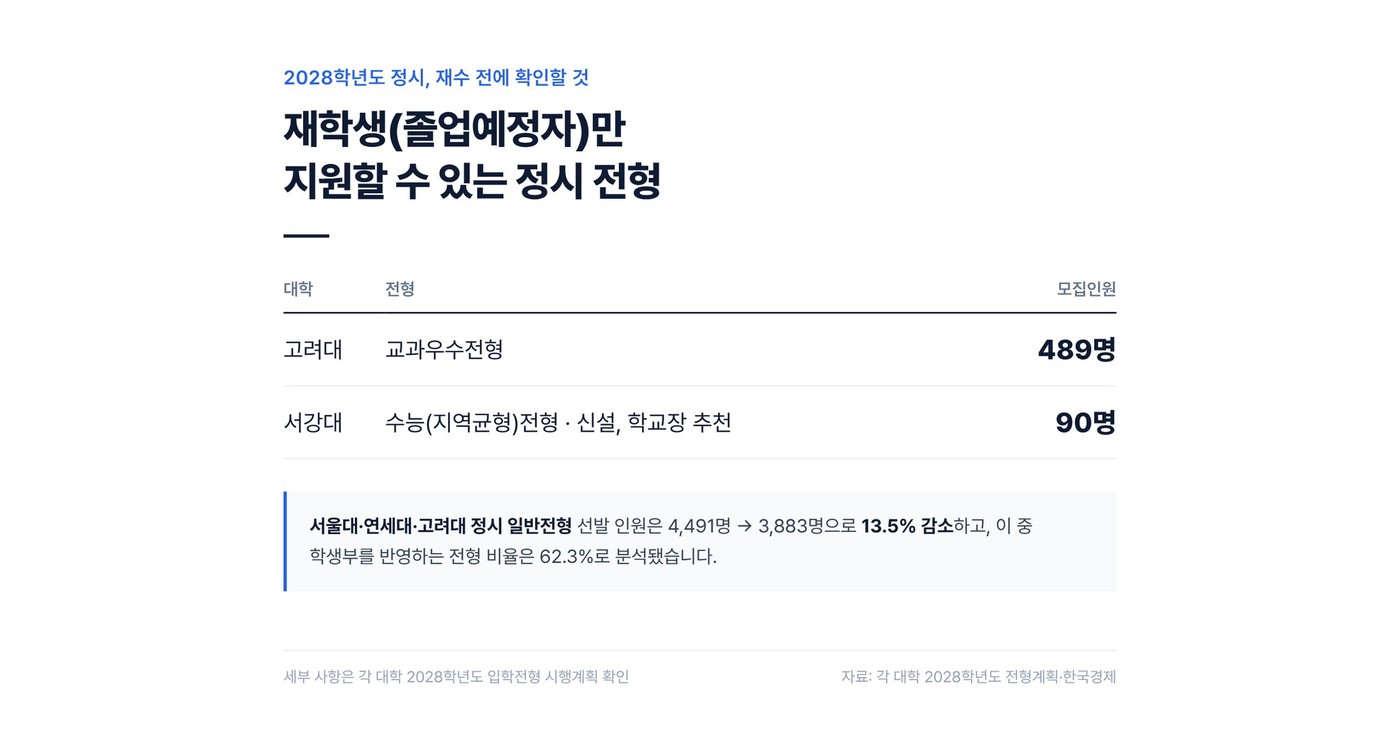 2028학년도 정시, 재수 전에 확인할 것
재학생(졸업예정자)만
지원할 수 있는 정시 전형
대학 전형 모집인원
고려대 교과우수전형 489명
서강대 수능(지역균형)전형 · 신설, 학교장 추천 90명
서울대·연세대·고려대 정시 일반전형 선발 인원은 4,491명 → 3,883명으로 13.5% 감소하고, 이 중
학생부를 반영하는 전형 비율은 62.3%로 분석됐습니다.
세부 사항은 각 대학 2028학년도 입학전형 시행계획 확인 자료: 각 대학 2028학년도 전형계획·한국경제